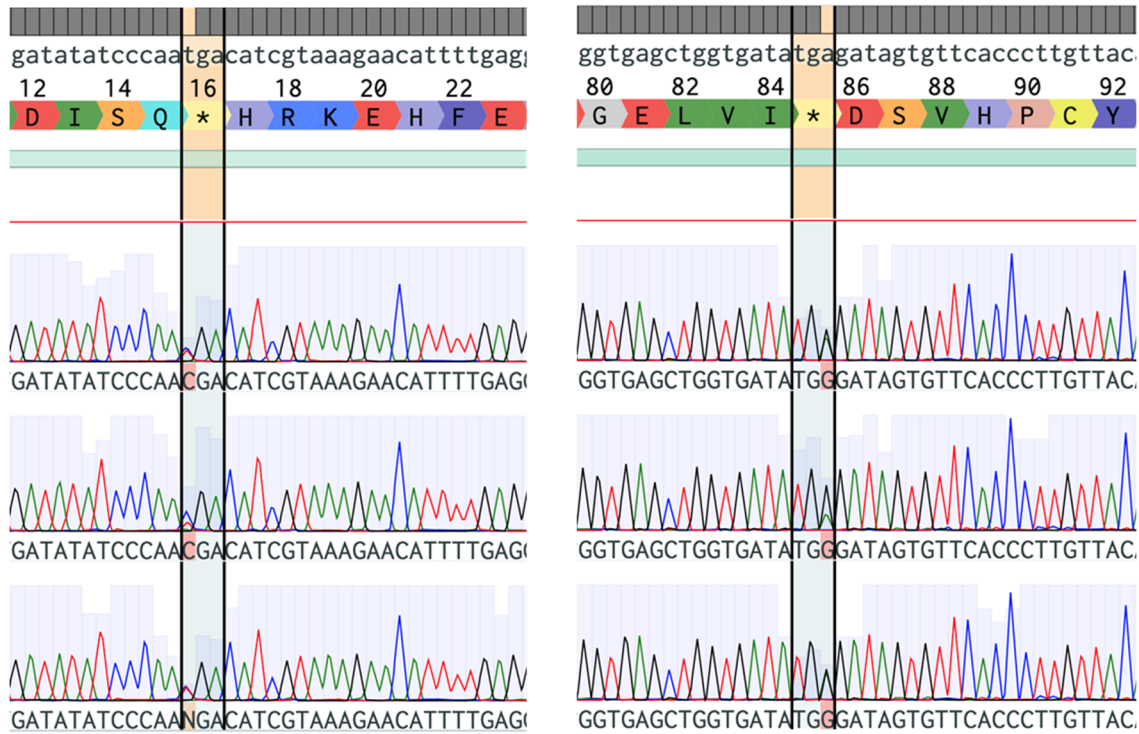 gatatatcccaatgacatcgtaaagaacattttgag
12 14 16 18 20 22
D I S Q * H R K E H F E
GATATATCCCAACGACATCGTAAAGAACATTTTGAG
GATATATCCCAACGACATCGTAAAGAACATTTTGAG
GATATATCCCAANGACATCGTAAAGAACATTTTGAG
ggtgagctggtgatatgagatagtgttcacccttgttac
80 82 84 86 88 90 92
G E L V I * D S V H P C Y
GGTGAGCTGGTGATATGGGATAGTGTTCACCCTTGTTAC
GGTGAGCTGGTGATATGGGATAGTGTTCACCCTTGTTAC
GGTGAGCTGGTGATATGGGATAGTGTTCACCCTTGTTAC